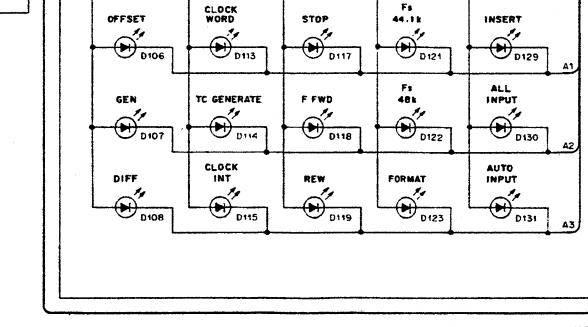 OFFSET
CLOCK
WORD
STOP
Fs
44.1k
INSERT
D106
D113
D117
D121
D129
A1
GEN
TC GENERATE
F FWD
Fs
48k
ALL
INPUT
D107
D114
D118
D122
D130
A2
DIFF
CLOCK
INT
REW
FORMAT
AUTO
INPUT
D108
D115
D119
D123
D131
A3